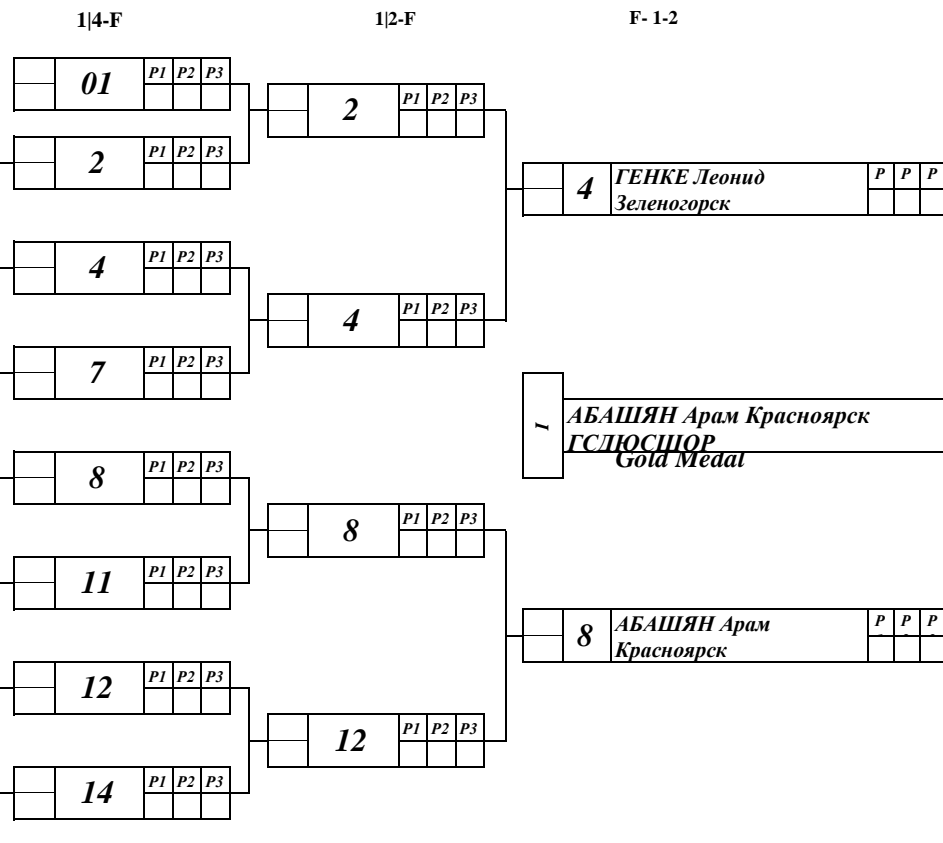 1|4-F 1|2-F F- 1-2
01 P1 P2 P3
2 P1 P2 P3
2 P1 P2 P3
4 ГЕНКЕ Леонид P P P
Зеленогорск
4 P1 P2 P3
4 P1 P2 P3
7 P1 P2 P3
1 АБАШЯН Арам Красноярск
ГСДЮСШОР
Gold Medal
8 P1 P2 P3
8 P1 P2 P3
11 P1 P2 P3
8 АБАШЯН Арам P P P
Красноярск
12 P1 P2 P3
12 P1 P2 P3
14 P1 P2 P3